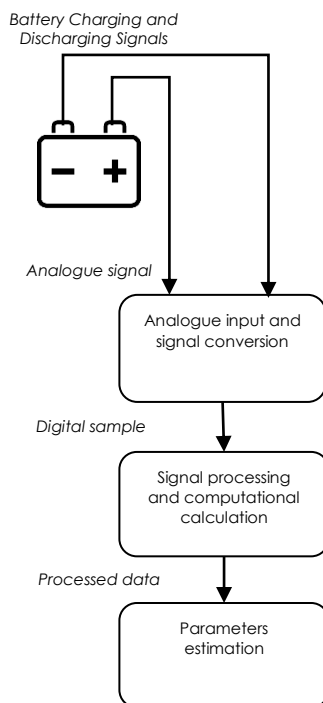 Battery Charging and
Discharging Signals
− +
Analogue signal
Analogue input and
signal conversion
Digital sample
Signal processing
and computational
calculation
Processed data
Parameters
estimation